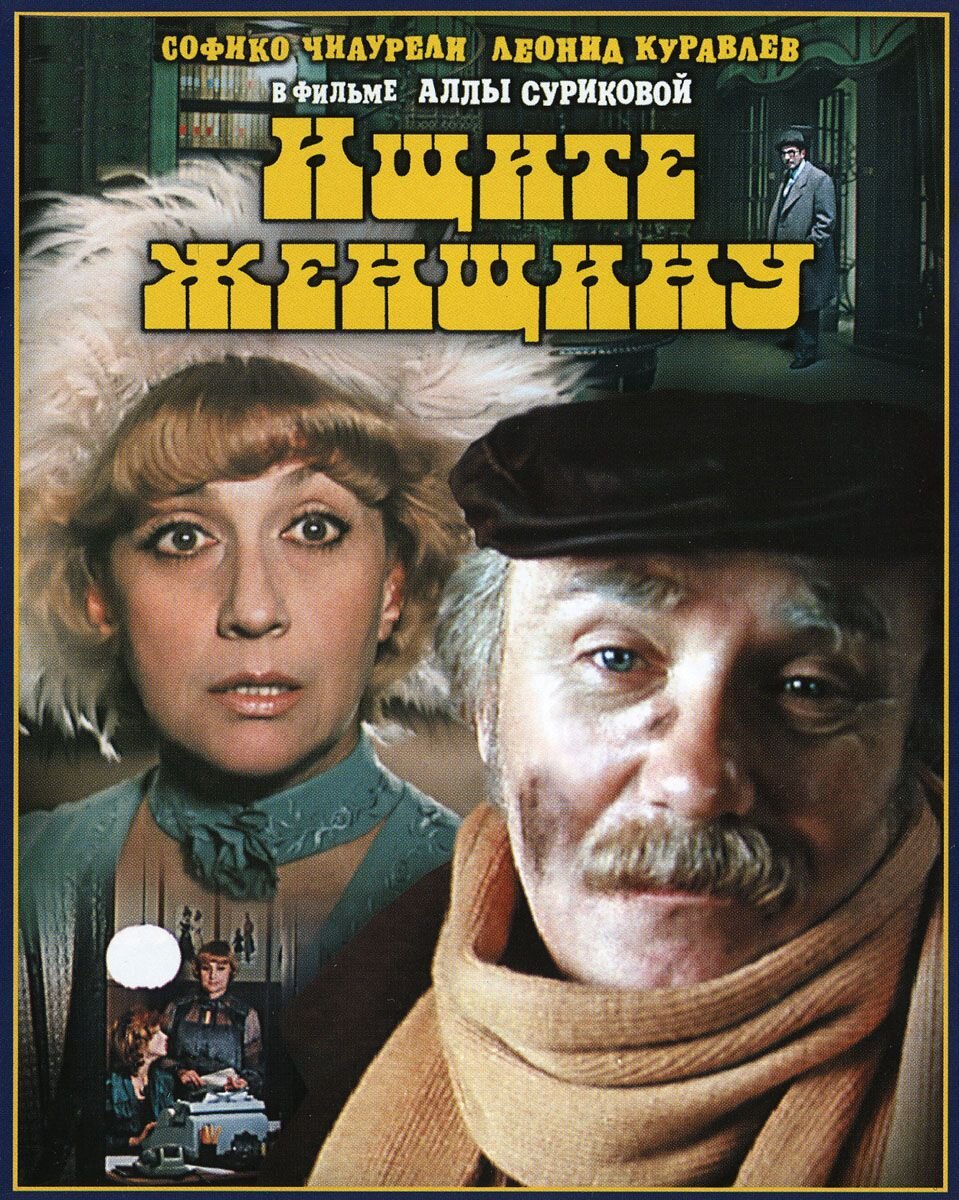 СОФИКО ЧИАУРЕЛИ ЛЕОНИД КУРАВЛЕВ
В ФИЛЬМЕ АЛЛЫ СУРИКОВОЙ
Ищите
женщину